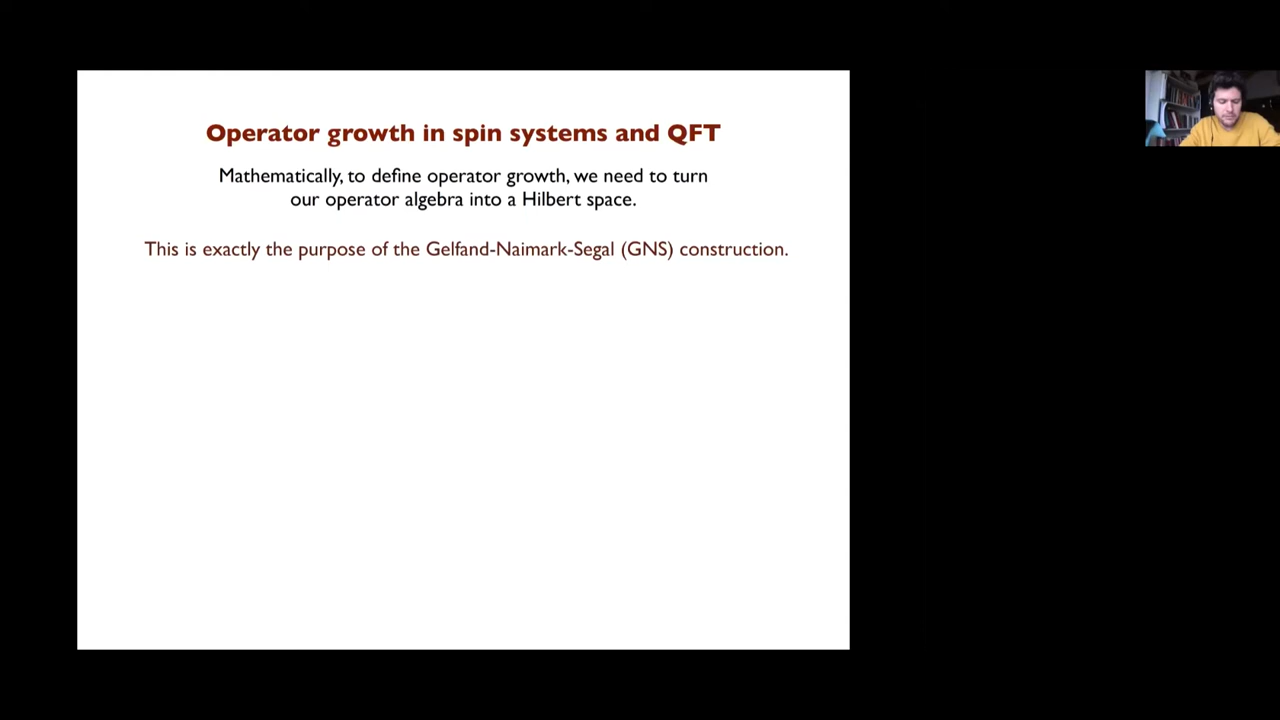 Operator growth in spin systems and QFT
Mathematically, to define operator growth, we need to turn
our operator algebra into a Hilbert space.
This is exactly the purpose of the Gelfand-Naimark-Segal (GNS) construction.